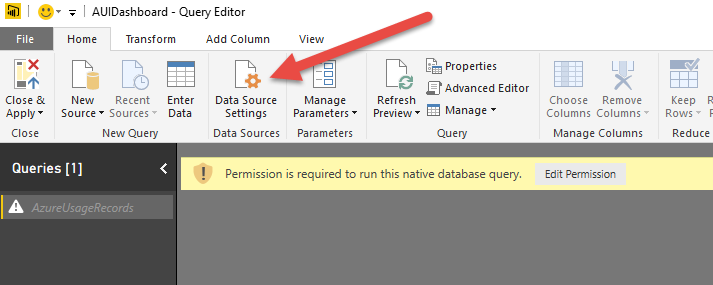 AUIDashboard - Query Editor
File Home Transform Add Column View
Close & Apply
New Source
Recent Sources
Enter Data
Data Source Settings
Manage Parameters
Refresh Preview
Properties
Advanced Editor
Manage
Choose Columns
Remove Columns
Keep Rows
Re
Ro
Close New Query Data Sources Parameters Query Manage Columns Reduce
Queries [1]
Permission is required to run this native database query. Edit Permission
AzureUsageRecords